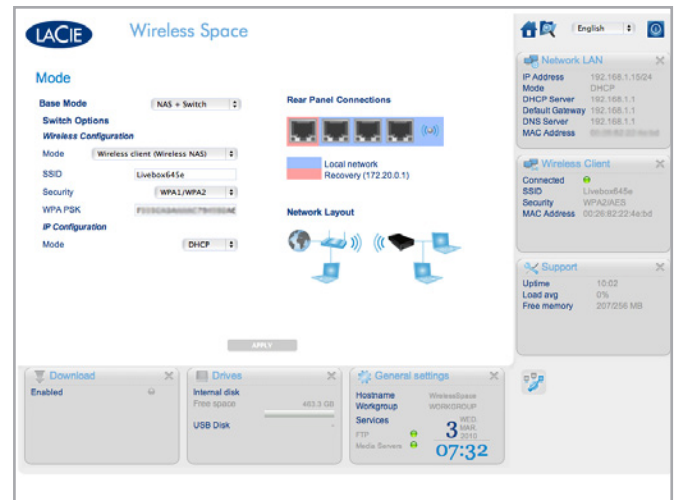 LACIE
Wireless Space
English
Mode
Base Mode NAS + Switch
Switch Options
Wireless Configuration
Mode Wireless client (Wireless NAS)
SSID Livebox645e
Security WPA1/WPA2
WPA PSK
IP Configuration
Mode DHCP
APPLY
Rear Panel Connections
Local network
Recovery (172.20.0.1)
Network Layout
Network LAN
IP Address 192.168.1.15/24
Mode DHCP
DHCP Server 192.168.1.1
Default Gateway 192.168.1.1
DNS Server 192.168.1.1
MAC Address
Wireless Client
Connected
SSID Livebox645e
Security WPA2/AES
MAC Address 00:26:82:22:4e:bd
Support
Uptime 10:02
Load avg 0%
Free memory 207/256 MB
Download
Enabled
Drives
Internal disk
Free space 463.3 GB
USB Disk -
General settings
Hostname WirelessSpace
Workgroup WORKGROUP
Services
FTP
Media Servers
WED.
3 MAR.
2010
07:32